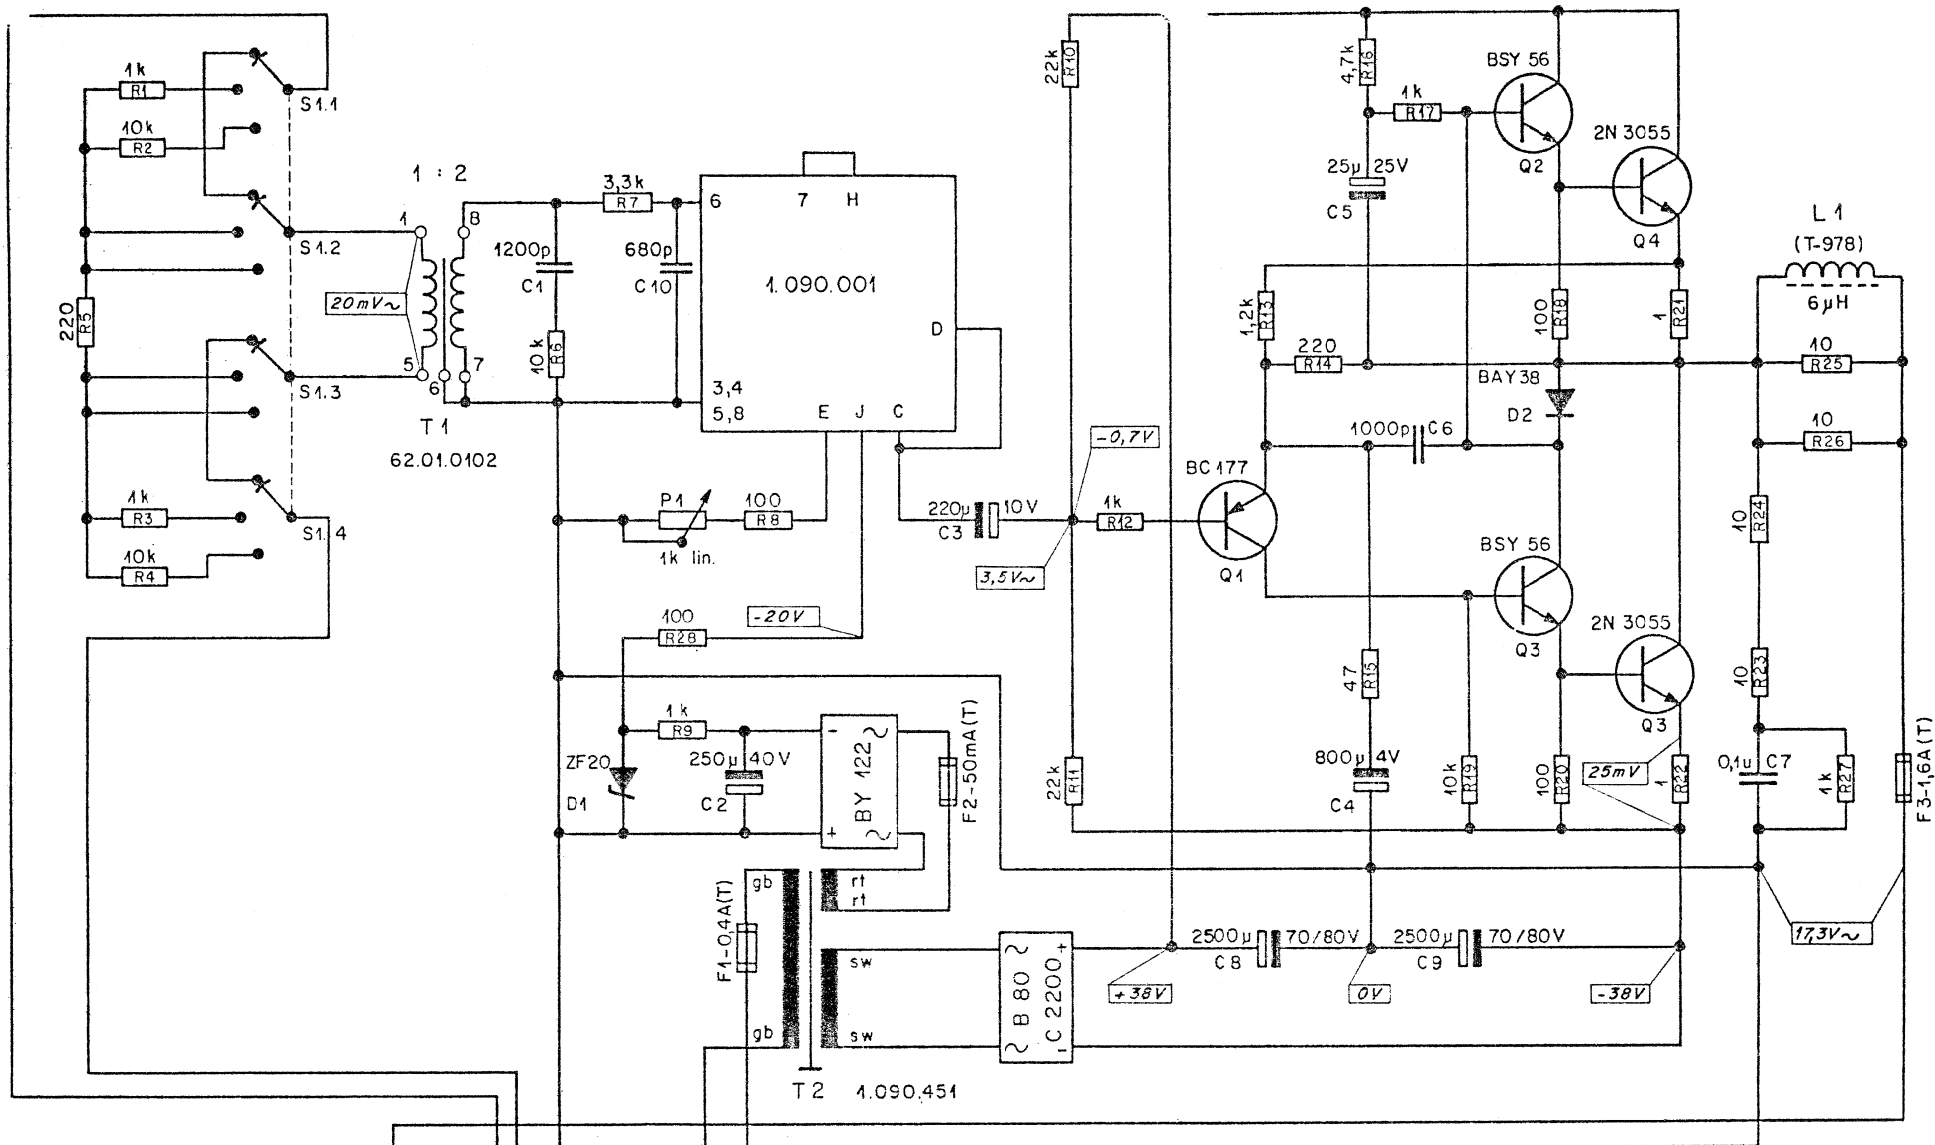 1k
R1
S1.1
10k
R2
S1.2
220
R5
S1.3
1k
R3
S1.4
10k
R4
1 : 2
1
8
20mV~
5
6
7
T1
62.01.0102
3,3k
R7
1200p
C1
680p
C10
10k
R6
6
7
H
1.090.001
D
3,4
5,8
E
J
C
P1
1k lin.
100
R8
220µ
10V
C3
-0,7V
3,5V~
100
R28
-20V
1k
R9
250µ 40V
C2
ZF20
D1
-
+
~
~
BY 122
F2-50mA(T)
F1-0,4A(T)
gb
gb
rt
rt
sw
sw
T2
1.090.451
~
~
B 80
C 2200
+
-
22k
R10
22k
R11
1k
R12
BC 177
Q1
4,7k
R16
1k
R17
25µ 25V
C5
BSY 56
Q2
2N 3055
Q4
1,2k
R13
220
R14
100
R18
1
R21
BAY38
D2
1000p
C6
BSY 56
Q3
2N 3055
Q3
47
R15
800µ 4V
C4
10k
R19
100
R20
25mV
1
R22
L1
(T-978)
6µH
10
R25
10
R26
10
R24
10
R23
0,1u
C7
1k
R27
F3-1,6A(T)
2500µ
70/80V
C8
2500µ
70/80V
C9
+38V
0V
-38V
17,3V~